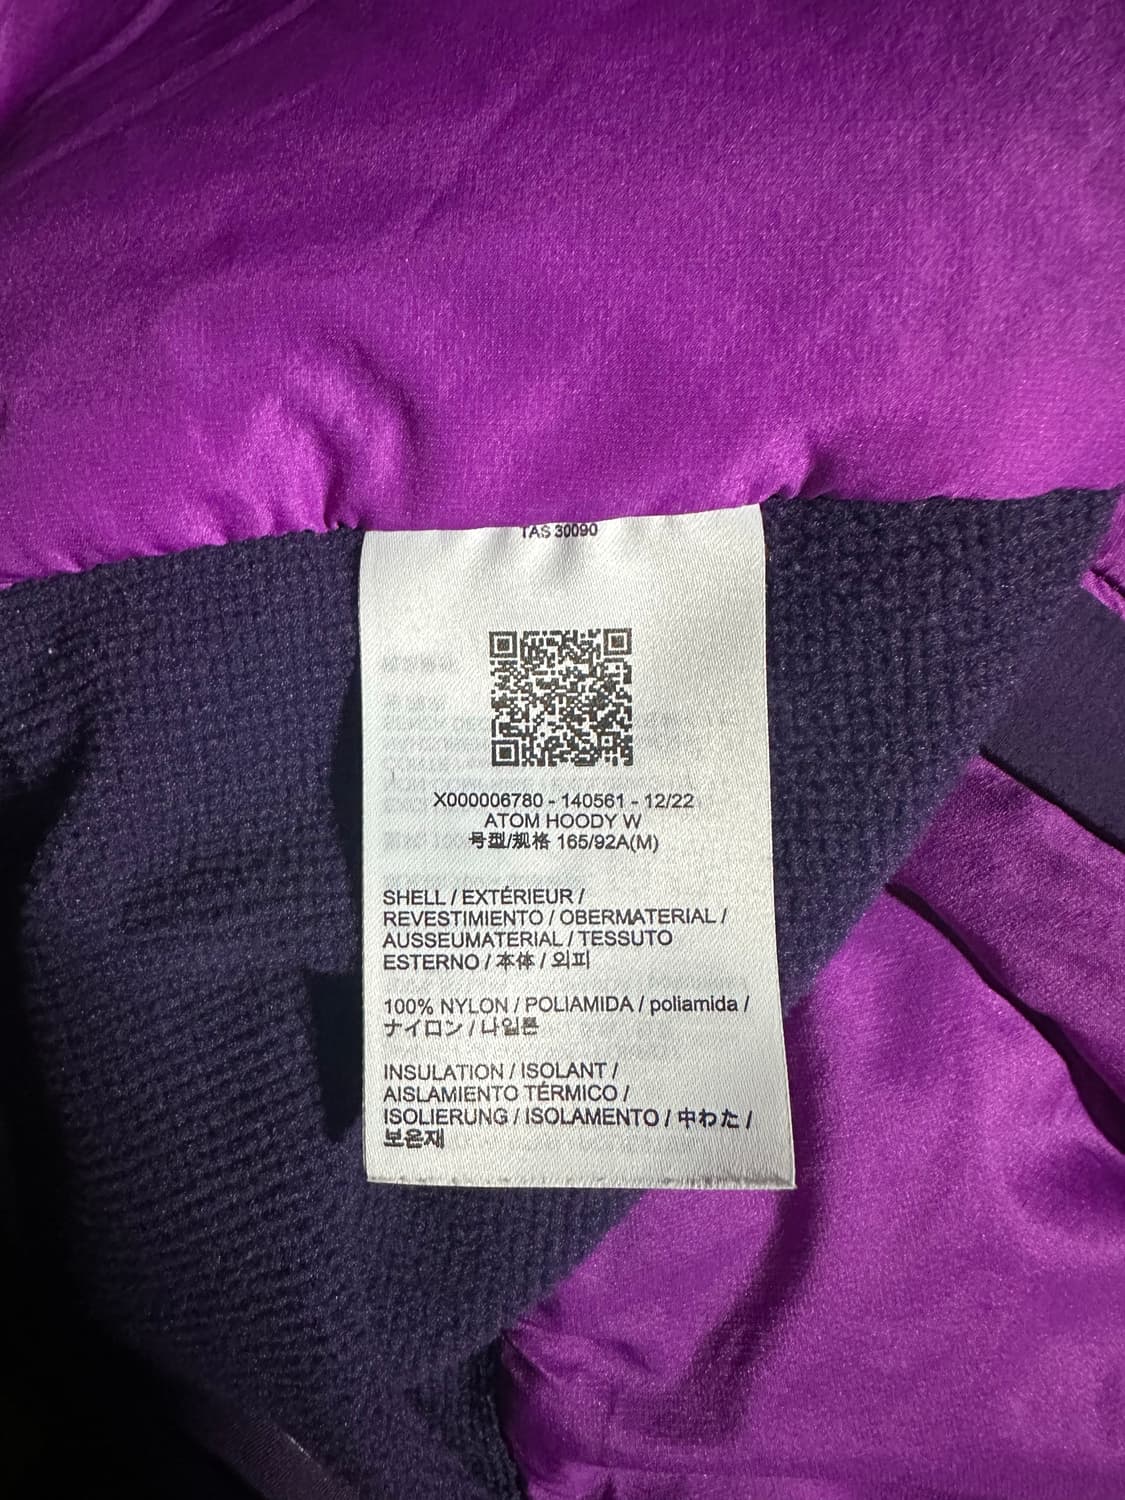 TAS 30090
X000006780 - 140561 - 12/22
ATOM HOODY W
号型/规格 165/92A(M)
SHELL / EXTÉRIEUR /
REVESTIMIENTO / OBERMATERIAL /
AUSSEUMATERIAL / TESSUTO
ESTERNO / 本体 / 외피
100% NYLON / POLIAMIDA / poliamida /
ナイロン / 나일론
INSULATION / ISOLANT /
AISLAMIENTO TÉRMICO /
ISOLIERUNG / ISOLAMENTO / 中わた /
보온재